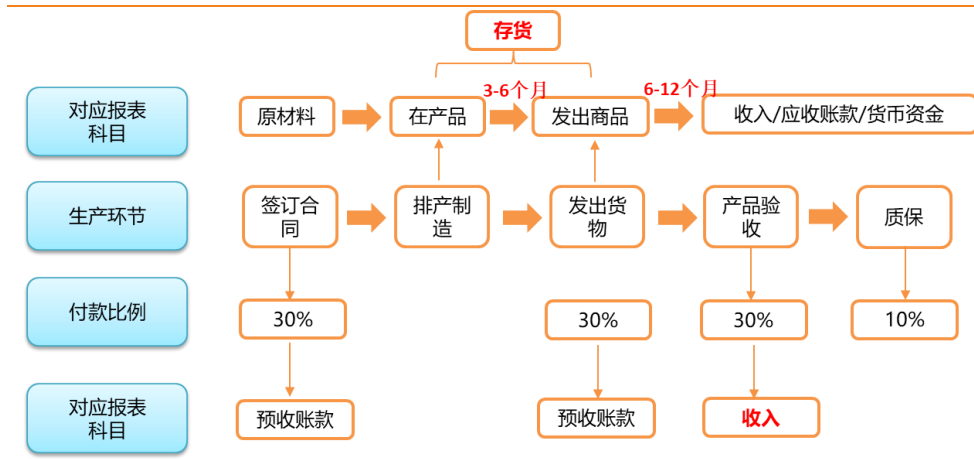 存货
3-6个月
6-12个月
对应报表
科目
原材料
在产品
发出商品
收入/应收账款/货币资金
生产环节
签订合
同
排产制
造
发出货
物
产品验
收
质保
付款比例
30%
30%
30%
10%
对应报表
科目
预收账款
预收账款
收入